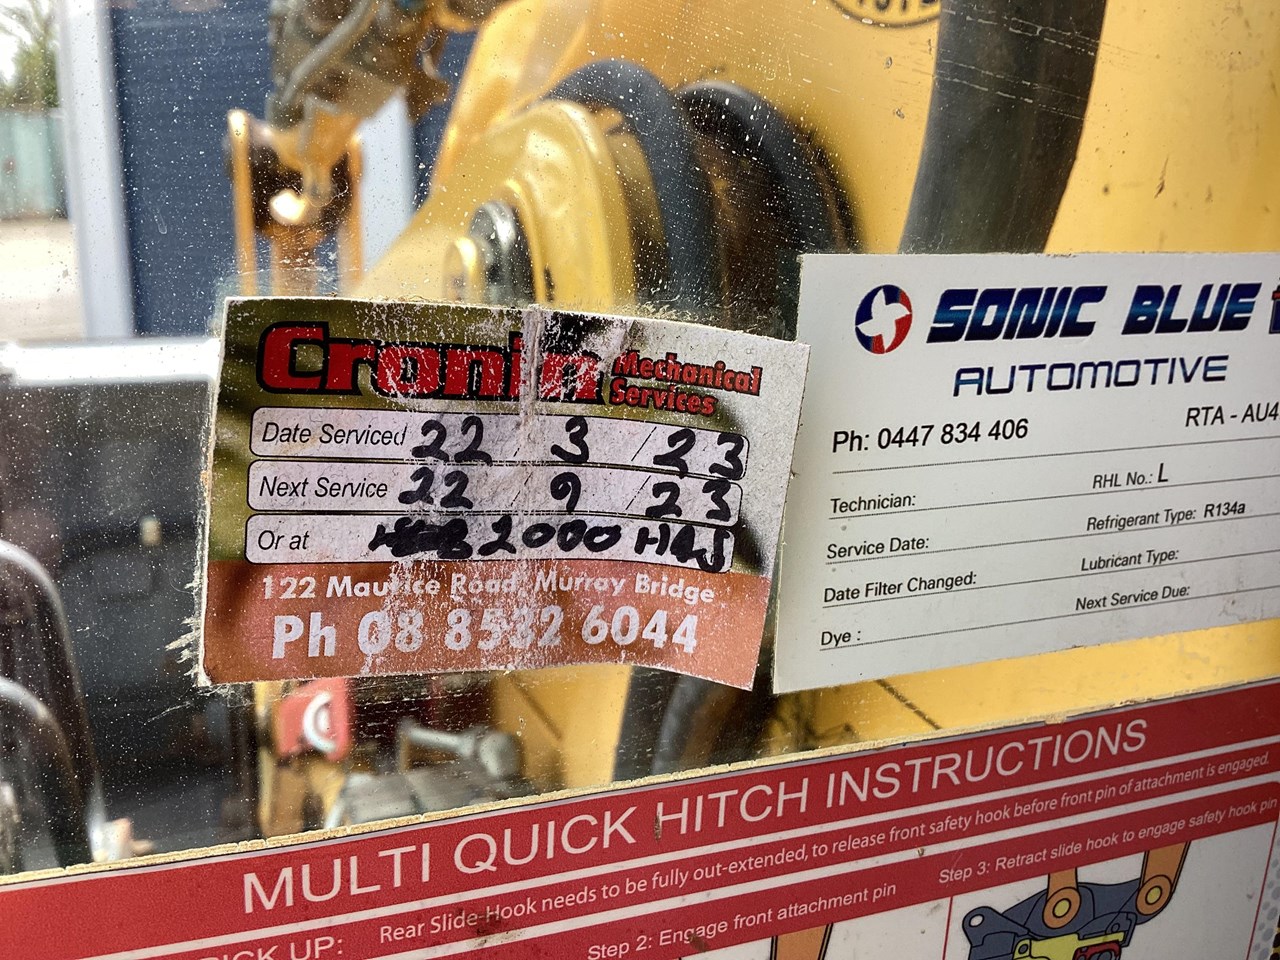 Cronin Mechanical Services
Date Serviced 22 / 3 / 23
Next Service 22 / 9 / 23
Or at 2000 HRS
122 Maurice Road, Murray Bridge
Ph 08 8532 6044
SONIC BLUE
AUTOMOTIVE
Ph: 0447 834 406
RTA - AU4
Technician:
RHL No.: L
Service Date:
Refrigerant Type: R134a
Date Filter Changed:
Lubricant Type:
Dye :
Next Service Due:
MULTI QUICK HITCH INSTRUCTIONS
PICK UP:
Rear Slide-Hook needs to be fully out-extended, to release front safety hook before front pin of attachment is engaged.
Step 2: Engage front attachment pin
Step 3: Retract slide hook to engage safety hook pin